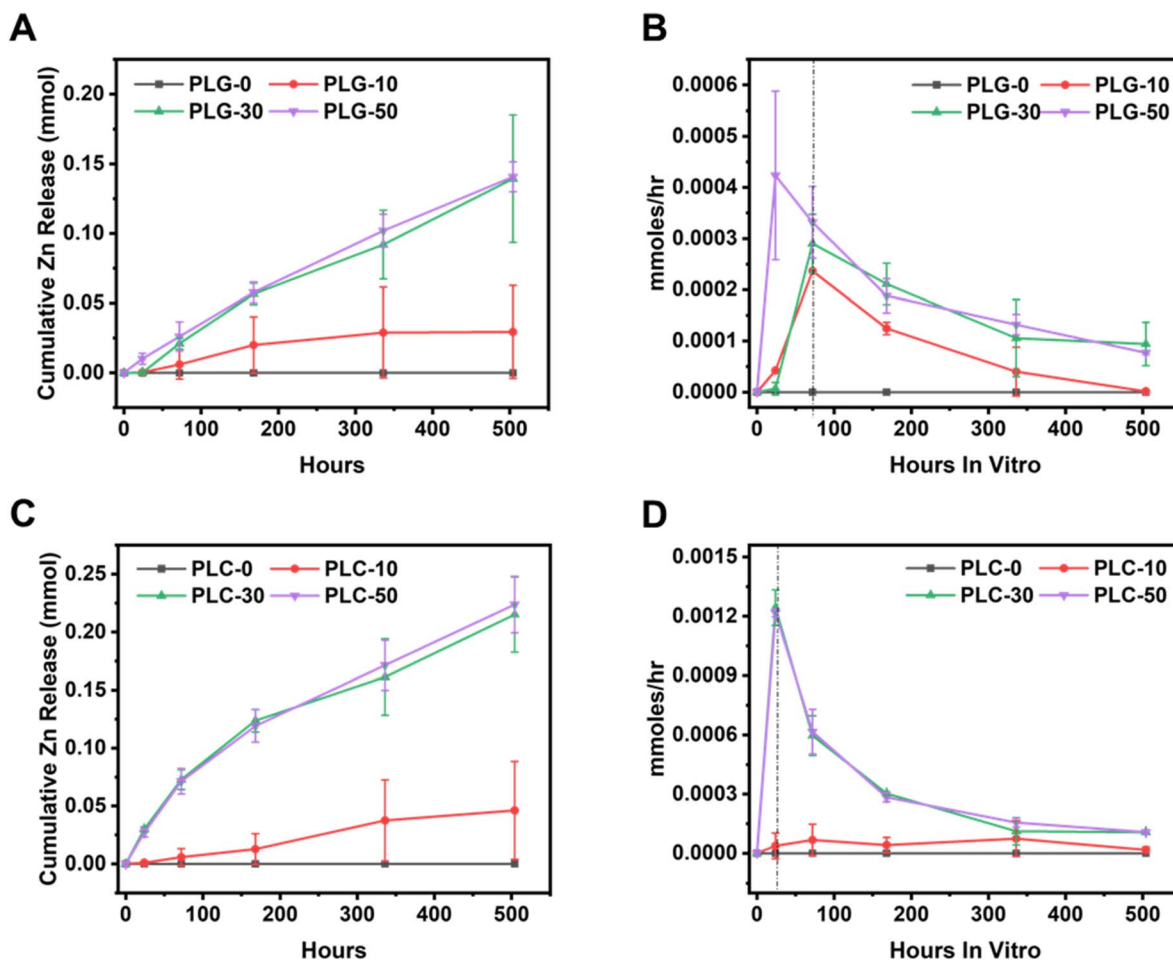 A
PLG-0 PLG-10
PLG-30 PLG-50
Cumulative Zn Release (mmol)
0.20
0.15
0.10
0.05
0.00
0 100 200 300 400 500
Hours
B
PLG-0 PLG-10
PLG-30 PLG-50
mmoles/hr
0.0006
0.0005
0.0004
0.0003
0.0002
0.0001
0.0000
0 100 200 300 400 500
Hours In Vitro
C
PLC-0 PLC-10
PLC-30 PLC-50
Cumulative Zn Release (mmol)
0.25
0.20
0.15
0.10
0.05
0.00
0 100 200 300 400 500
Hours
D
PLC-0 PLC-10
PLC-30 PLC-50
mmoles/hr
0.0015
0.0012
0.0009
0.0006
0.0003
0.0000
0 100 200 300 400 500
Hours In Vitro